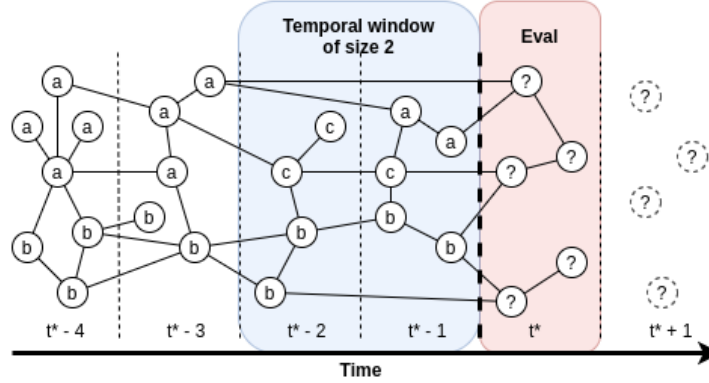 Temporal window
of size 2
Eval
a a ?
a a ?
a a c a
a ?
a a c c ? ?
b b ?
b b b b b
b ?
b b ? ?
t* - 4 t* - 3 t* - 2 t* - 1 t* t* + 1
Time